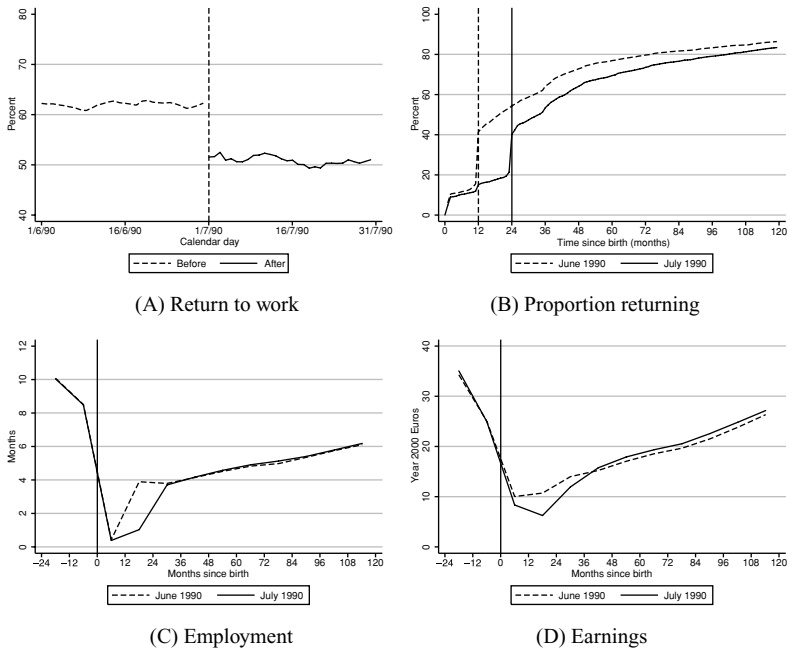 80
70
60
50
40
Percent
1/6/90 16/6/90 1/7/90 16/7/90 31/7/90
Calendar day
Before After
(A) Return to work
100
80
60
40
20
0
Percent
0 12 24 36 48 60 72 84 96 108 120
Time since birth (months)
June 1990 July 1990
(B) Proportion returning
12
10
8
6
4
2
0
Months
−24 −12 0 12 24 36 48 60 72 84 96 108 120
Months since birth
June 1990 July 1990
(C) Employment
40
30
20
10
0
Year 2000 Euros
−24 −12 0 12 24 36 48 60 72 84 96 108 120
Months since birth
June 1990 July 1990
(D) Earnings